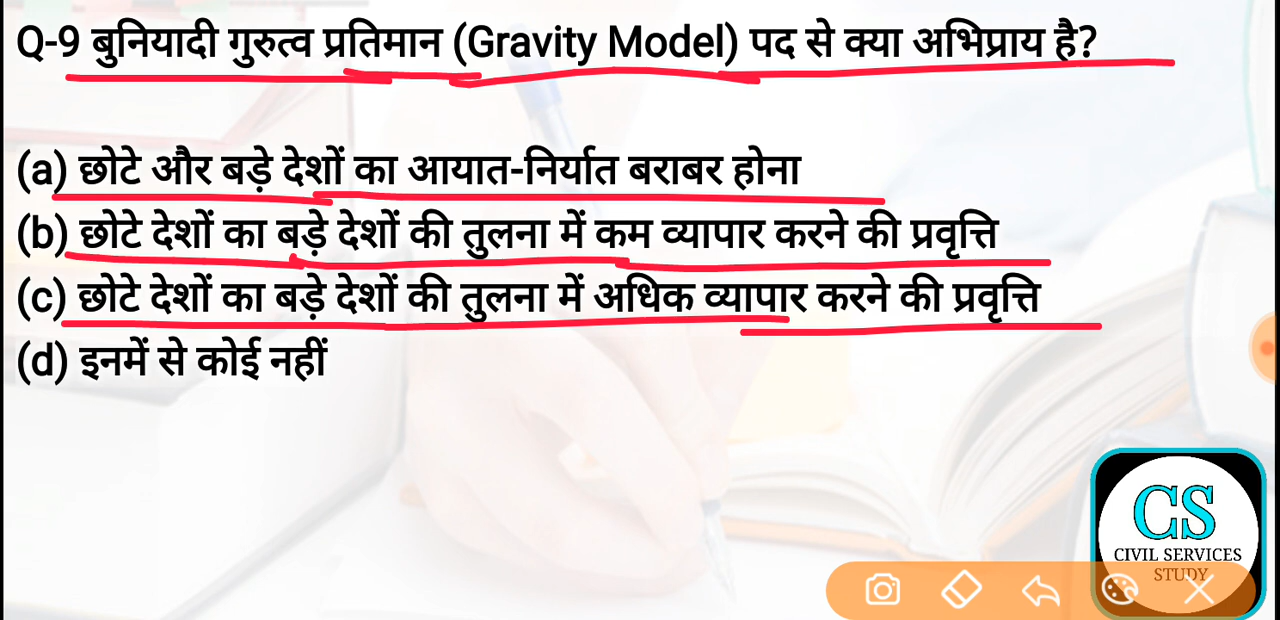 Q-9 बुनियादी गुरुत्व प्रतिमान (Gravity Model) पद से क्या अभिप्राय है?
(a) छोटे और बड़े देशों का आयात-निर्यात बराबर होना
(b) छोटे देशों का बड़े देशों की तुलना में कम व्यापार करने की प्रवृत्ति
(c) छोटे देशों का बड़े देशों की तुलना में अधिक व्यापार करने की प्रवृत्ति
(d) इनमें से कोई नहीं
CS
CIVIL SERVICES
STUDY